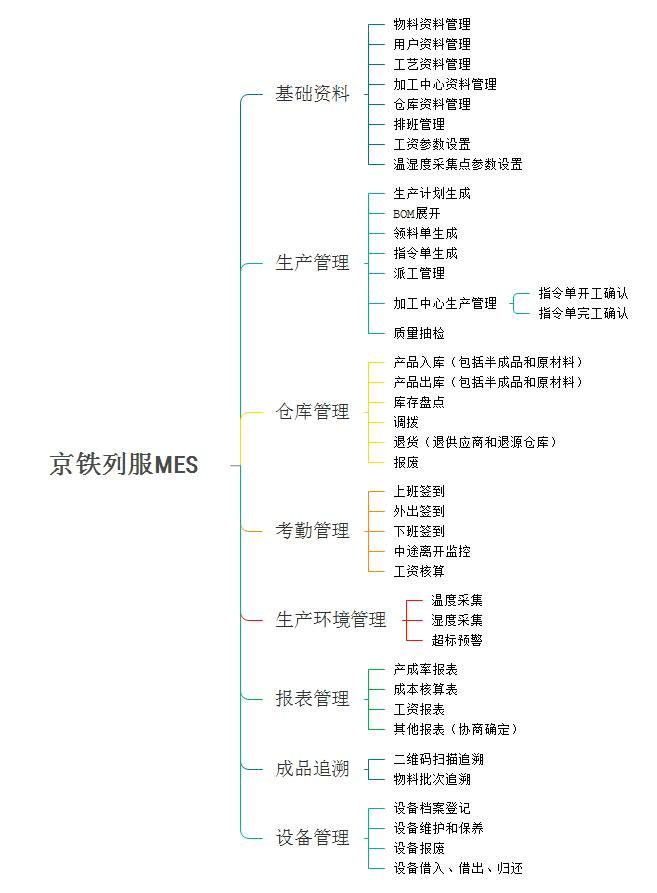 京铁列服MES
基础资料
物料资料管理
用户资料管理
工艺资料管理
加工中心资料管理
仓库资料管理
排班管理
工资参数设置
温湿度采集点参数设置
生产管理
生产计划生成
BOM展开
领料单生成
指令单生成
派工管理
加工中心生产管理
指令单开工确认
指令单完工确认
质量抽检
仓库管理
产品入库（包括半成品和原材料）
产品出库（包括半成品和原材料）
库存盘点
调拨
退货（退供应商和退源仓库）
报废
考勤管理
上班签到
外出签到
下班签到
中途离开监控
工资核算
生产环境管理
温度采集
湿度采集
超标预警
报表管理
产成率报表
成本核算表
工资报表
其他报表（协商确定）
成品追溯
二维码扫描追溯
物料批次追溯
设备管理
设备档案登记
设备维护和保养
设备报废
设备借入、借出、归还